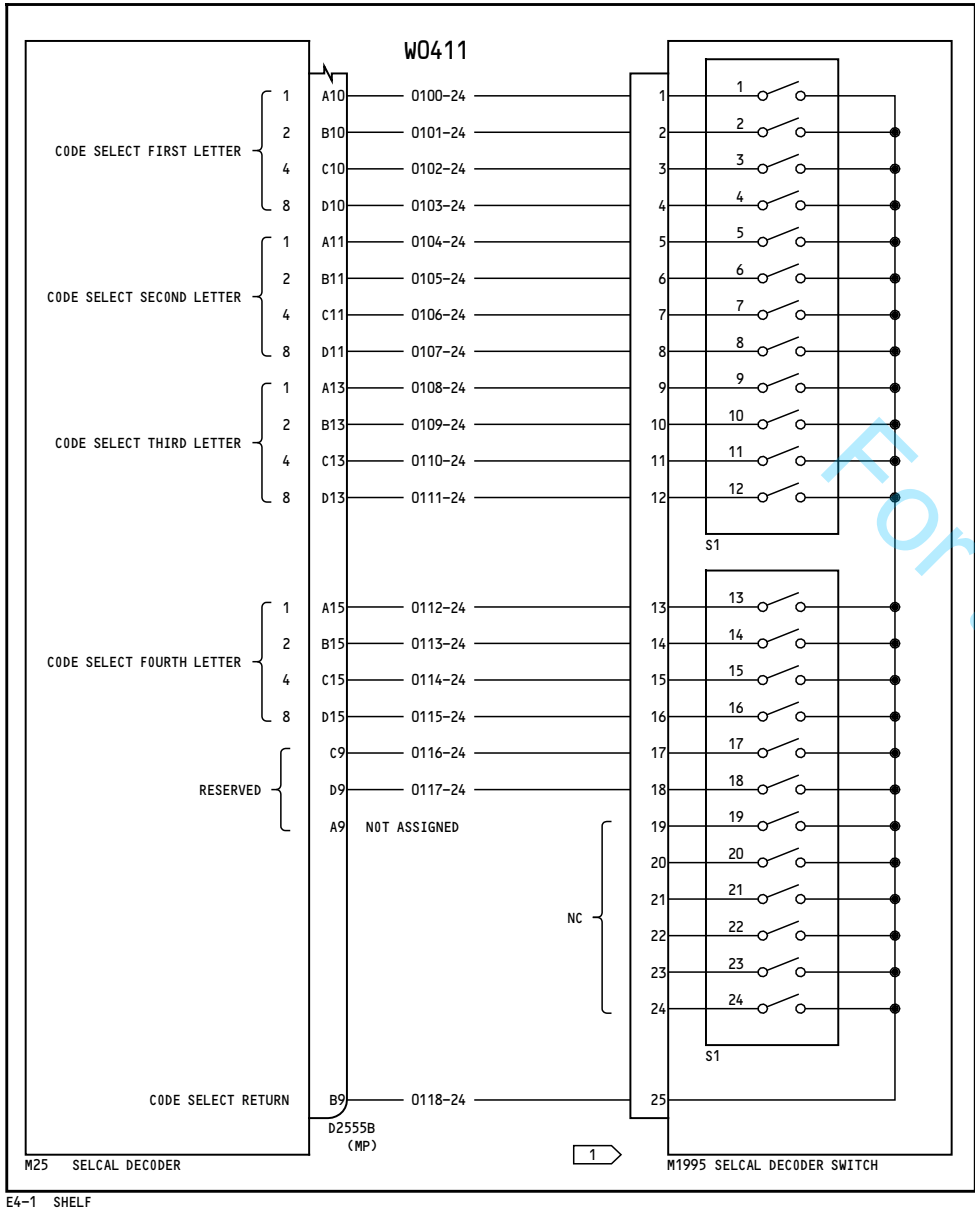 W0411
1 A10 0100-24 1 1
2 B10 0101-24 2 2
CODE SELECT FIRST LETTER
4 C10 0102-24 3 3
8 D10 0103-24 4 4
1 A11 0104-24 5 5
2 B11 0105-24 6 6
CODE SELECT SECOND LETTER
4 C11 0106-24 7 7
8 D11 0107-24 8 8
1 A13 0108-24 9 9
2 B13 0109-24 10 10
CODE SELECT THIRD LETTER
4 C13 0110-24 11 11
8 D13 0111-24 12 12
S1
1 A15 0112-24 13 13
2 B15 0113-24 14 14
CODE SELECT FOURTH LETTER
4 C15 0114-24 15 15
8 D15 0115-24 16 16
C9 0116-24 17 17
RESERVED D9 0117-24 18 18
A9 NOT ASSIGNED 19 19
20 20
21 21
NC
22 22
23 23
24 24
S1
CODE SELECT RETURN B9 0118-24 25
D2555B
(MP)
1
M25 SELCAL DECODER
M1995 SELCAL DECODER SWITCH
E4-1 SHELF
For